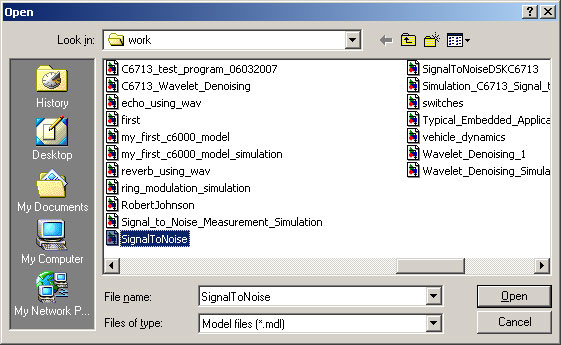 Open
Look in: work
History
Desktop
My Documents
My Computer
My Network P...
C6713_test_program_06032007
C6713_Wavelet_Denoising
echo_using_wav
first
my_first_c6000_model
my_first_c6000_model_simulation
reverb_using_wav
ring_modulation_simulation
RobertJohnson
Signal_to_Noise_Measurement_Simulation
SignalToNoise
SignalToNoiseDSKC6713
Simulation_C6713_Signal_t
switches
Typical_Embedded_Applica
vehicle_dynamics
Wavelet_Denoising_1
Wavelet_Denoising_Simula
File name: SignalToNoise
Open
Files of type: Model files (*.mdl)
Cancel